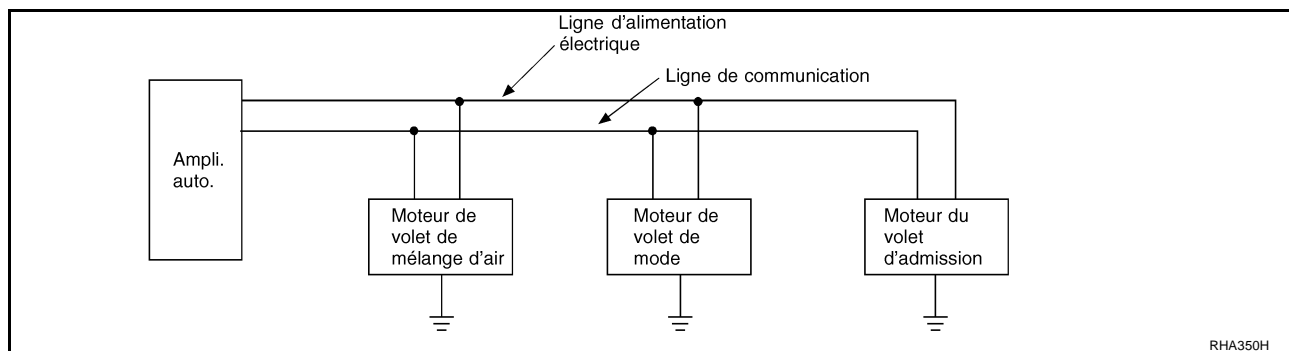 Ligne d'alimentation
électrique
Ligne de communication
Ampli.
auto.
Moteur de
volet de
mélange d'air
Moteur de
volet de
mode
Moteur du
volet
d'admission
RHA350H